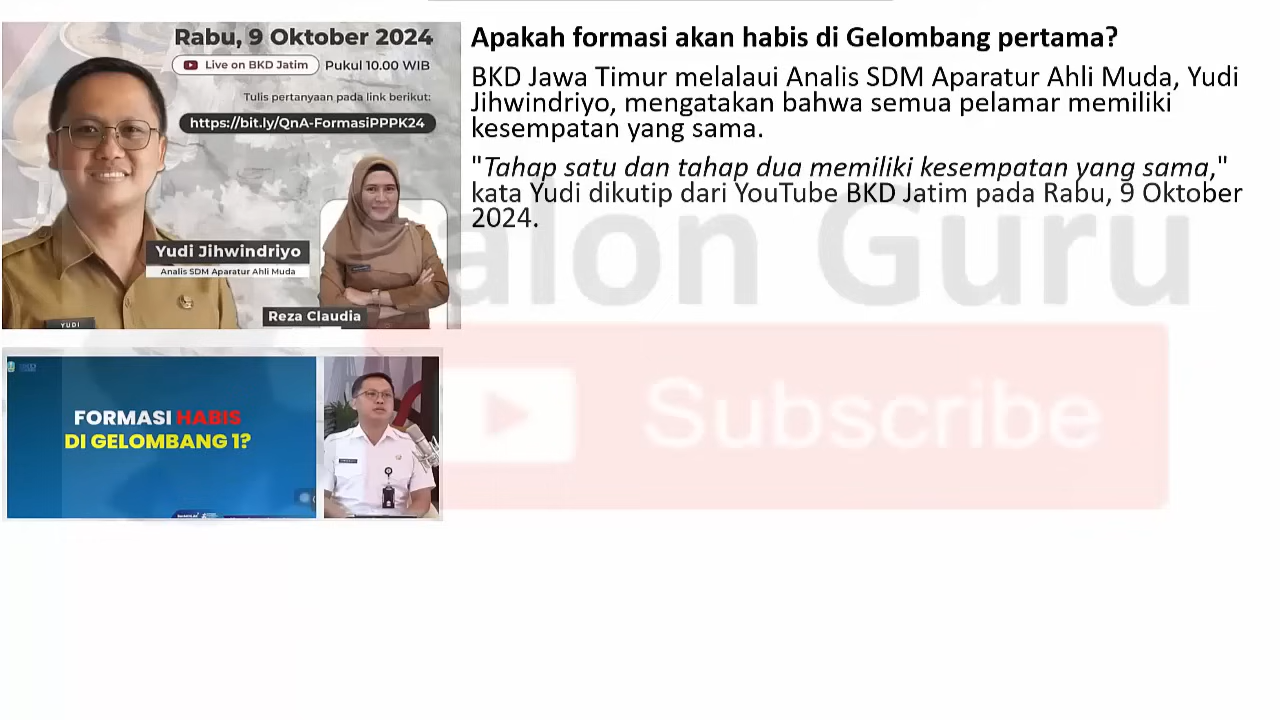 Rabu, 9 Oktober 2024
Live on BKD Jatim
Pukul 10.00 WIB
Tulis pertanyaan pada link berikut:
https://bit.ly/QnA-FormasiPPPK24
Yudi Jihwindriyo
Analis SDM Aparatur Ahli Muda
YUDI
Reza Claudia
FORMASI HABIS
DI GELOMBANG 1?
Apakah formasi akan habis di Gelombang pertama?
BKD Jawa Timur melalaui Analis SDM Aparatur Ahli Muda, Yudi
Jihwindriyo, mengatakan bahwa semua pelamar memiliki
kesempatan yang sama.
"Tahap satu dan tahap dua memiliki kesempatan yang sama,"
kata Yudi dikutip dari YouTube BKD Jatim pada Rabu, 9 Oktober
2024.
alon Guru
Subscribe